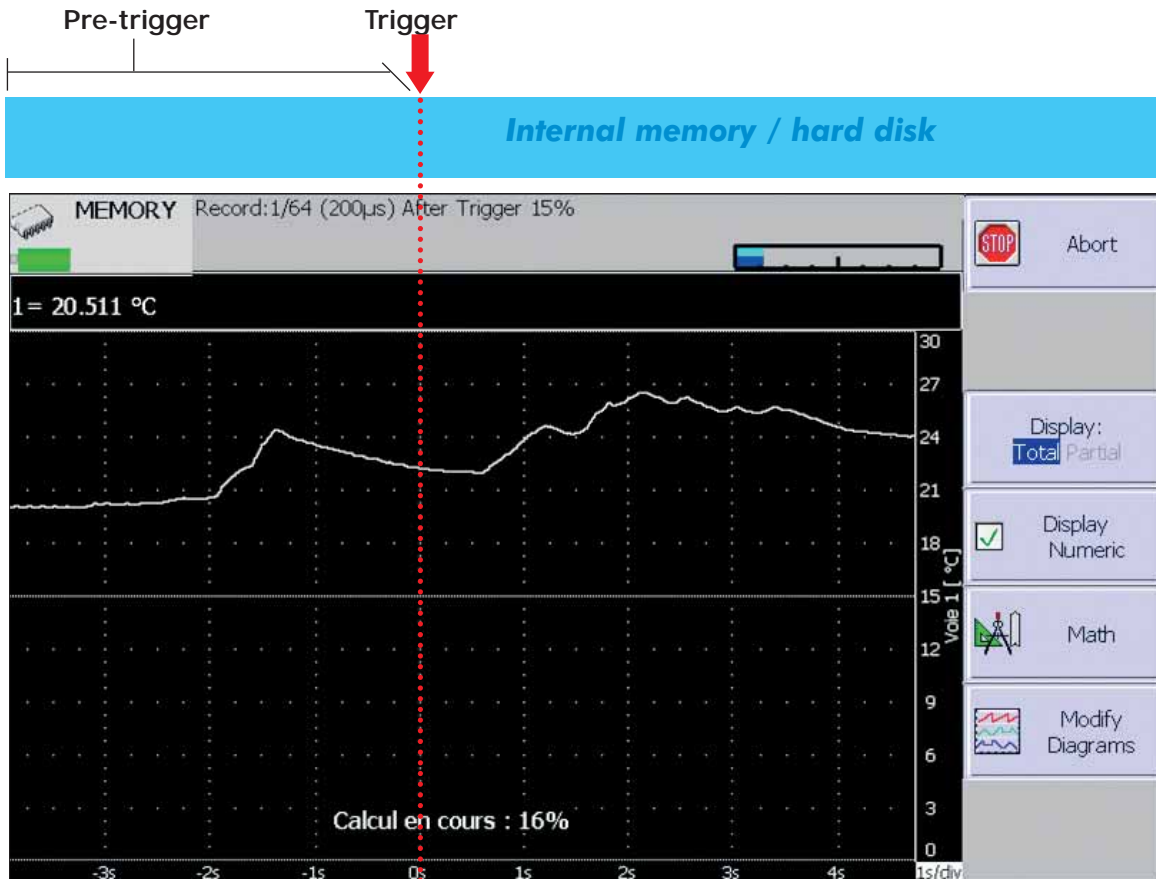 Pre-trigger
Trigger
Internal memory / hard disk
MEMORY
Record:1/64 (200µs) After Trigger 15%
1= 20.511 °C
30
27
24
21
18
15
12
9
6
3
0
Voie 1 [ °C]
Calcul en cours : 16%
-3s
-2s
-1s
0s
1s
2s
3s
4s
1s/div
STOP
Abort
Display:
Total Partial
Display
Numeric
Math
Modify
Diagrams